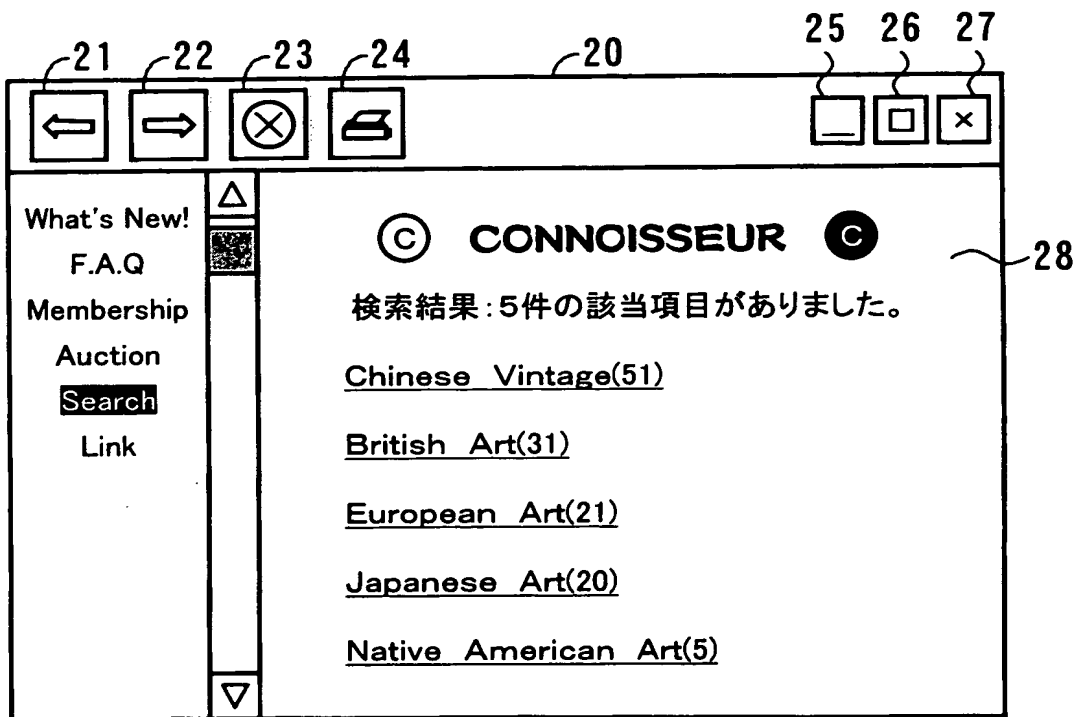 21 22 23 24 20 25 26 27
What's New!
F.A.Q
Membership
Auction
Search
Link
© CONNOISSEUR ©
28
検索結果:5件の該当項目がありました。
Chinese Vintage(51)
British Art(31)
European Art(21)
Japanese Art(20)
Native American Art(5)